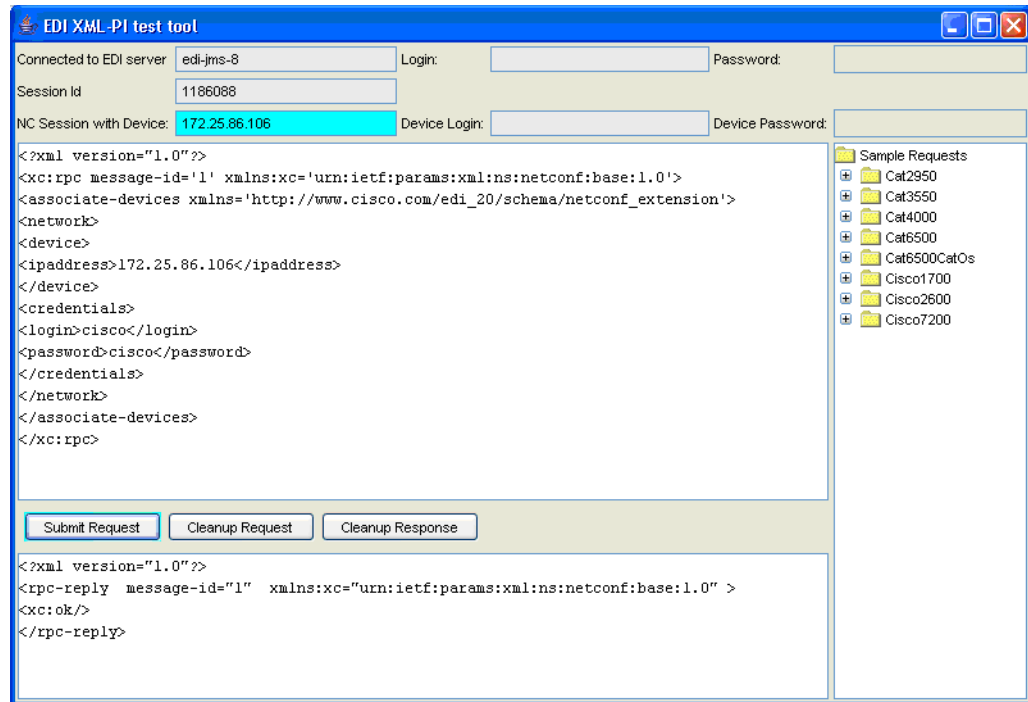 EDI XML-PI test tool
Connected to EDI server edi-jms-8 Login: Password:
Session Id 1186088
NC Session with Device: 172.25.86.106 Device Login: Device Password:
<?xml version="1.0"?>
<xc:rpc message-id='1' xmlns:xc='urn:ietf:params:xml:ns:netconf:base:1.0'>
<associate-devices xmlns='http://www.cisco.com/edi_20/schema/netconf_extension'>
<network>
<device>
<ipaddress>172.25.86.106</ipaddress>
</device>
<credentials>
<login>cisco</login>
<password>cisco</password>
</credentials>
</network>
</associate-devices>
</xc:rpc>
Sample Requests
Cat2950
Cat3550
Cat4000
Cat6500
Cat6500CatOs
Cisco1700
Cisco2600
Cisco7200
Submit Request Cleanup Request Cleanup Response
<?xml version="1.0"?>
<rpc-reply message-id="1" xmlns:xc="urn:ietf:params:xml:ns:netconf:base:1.0" >
<xc:ok/>
</rpc-reply>